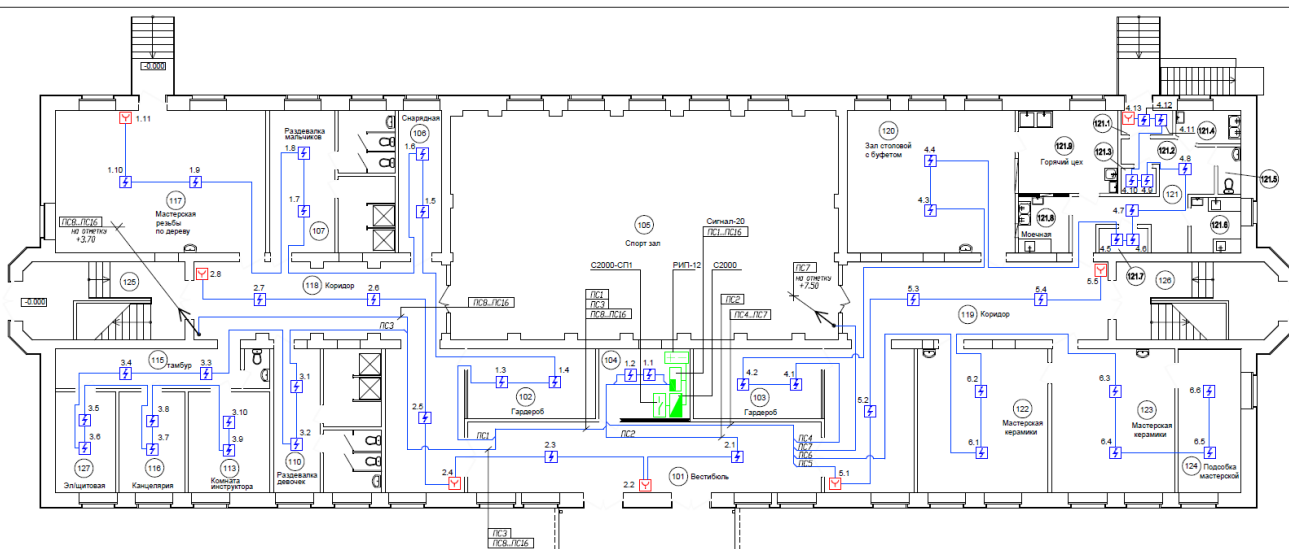 -0.000
1.11
Раздевалка
мальчиков
1.8
Снарядная
106
1.6
120
Зал столовой
с буфетом
4.4
121.9
Горячий цех
4.13
4.12
121.1
4.11
121.4
121.2
121.3
4.8
121.5
4.10
4.9
121
1.10
1.9
117
Мастерская
резьбы
по дереву
1.7
107
1.5
4.3
121.8
Моечная
4.7
121.6
4.5
4.6
121.7
ПС8..ПС16
на отметка
+3.70
105
Спорт зал
Сигнал-20
ПС1..ПС16
С2000-СП1
РИП-12
С2000
ПС7
на отметку
+7.50
125
2.8
118
Коридор
2.7
2.6
-0.000
ПС8..ПС16
ПС1
ПС3
ПС8..ПС16
ПС2
ПС4..ПС7
5.5
126
5.3
5.4
119
Коридор
ПС3
115
тамбур
3.4
3.3
3.1
104
1.2
1.1
1.3
1.4
102
Гардероб
4.2
4.1
103
Гардероб
6.2
6.3
6.6
3.5
3.8
3.10
2.5
5.2
122
Мастерская
керамики
123
Мастерская
керамики
3.6
3.7
3.9
3.2
ПС1
ПС2
ПС4
ПС7
ПС6
ПС5
6.1
6.4
6.5
127
Эл/щитовая
116
Канцелярия
113
Комната
инструктора
110
Раздевалка
девочек
2.4
2.3
2.2
2.1
101
Вестибюль
5.1
124
Подсобка
мастерской
ПС3
ПС8..ПС16